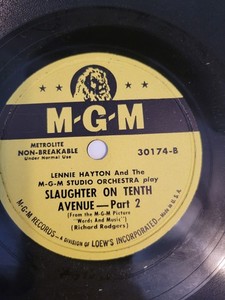 M-G-M
METROLITE
NON-BREAKABLE
Under Normal Use
30174-B
LENNIE HAYTON And The
M-G-M STUDIO ORCHESTRA play
SLAUGHTER ON TENTH
AVENUE—Part 2
(From the M-G-M Picture
"Words And Music")
(Richard Rodgers)
M-G-M RECORDS—A DIVISION OF LOEW'S INCORPORATED—MADE IN U.S.A.